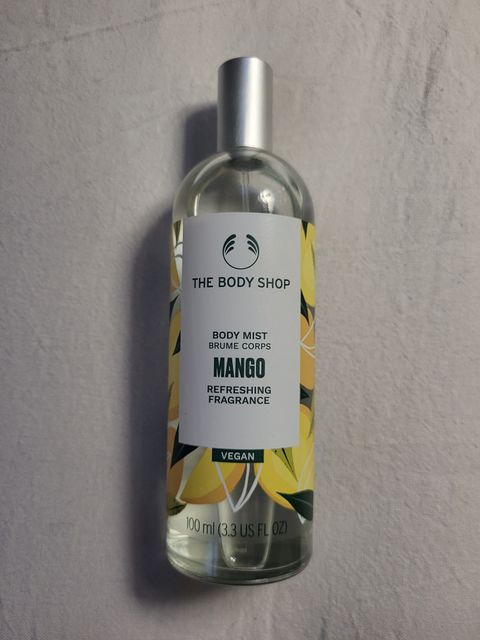 THE BODY SHOP
BODY MIST
BRUME CORPS
MANGO
REFRESHING
FRAGRANCE
VEGAN
100 ml (3.3 US FL OZ)